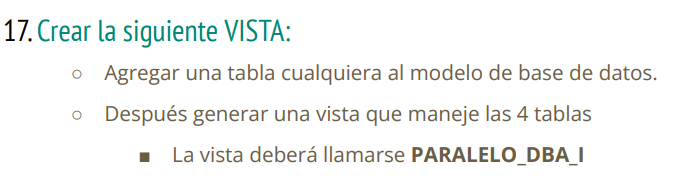 17. Crear la siguiente VISTA:
○ Agregar una tabla cualquiera al modelo de base de datos.
○ Después generar una vista que maneje las 4 tablas
■ La vista deberá llamarse PARALELO_DBA_I